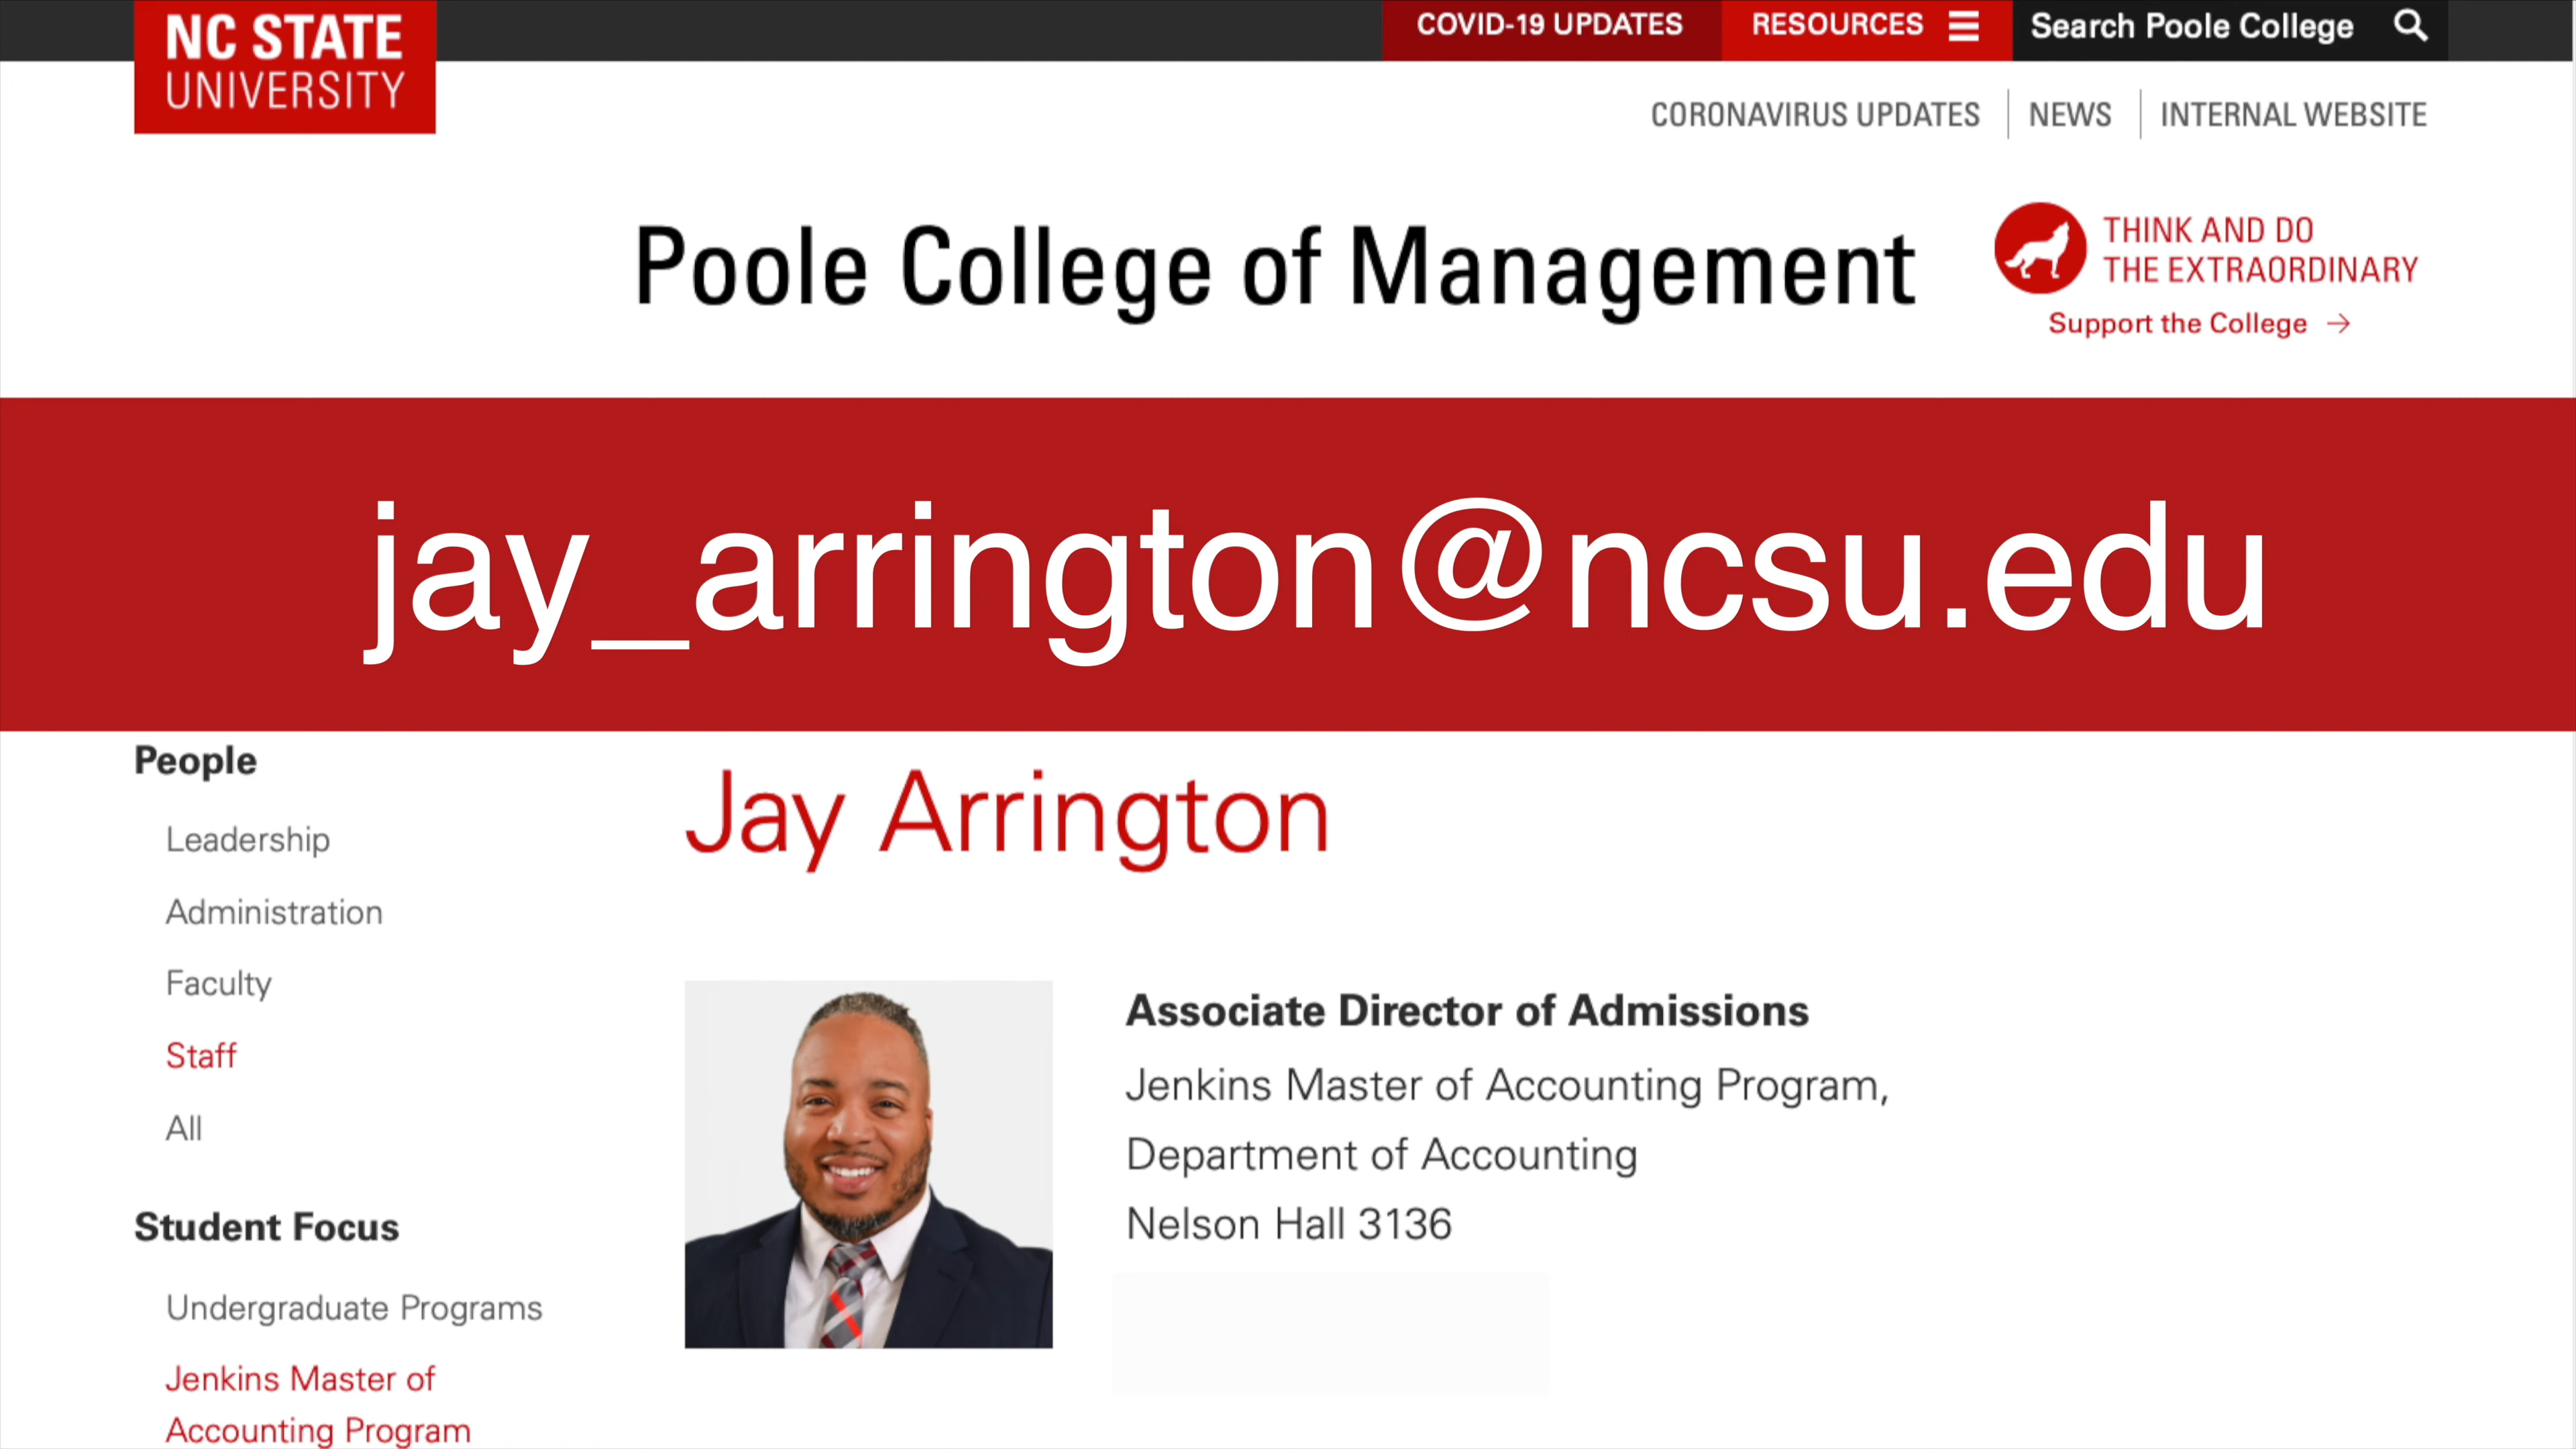 NC STATE
UNIVERSITY
COVID-19 UPDATES
RESOURCES
Search Poole College
CORONAVIRUS UPDATES
NEWS
INTERNAL WEBSITE
Poole College of Management
THINK AND DO
THE EXTRAORDINARY
Support the College →
jay_arrington@ncsu.edu
People
Leadership
Administration
Faculty
Staff
All
Student Focus
Undergraduate Programs
Jenkins Master of
Accounting Program
Jay Arrington
Associate Director of Admissions
Jenkins Master of Accounting Program,
Department of Accounting
Nelson Hall 3136